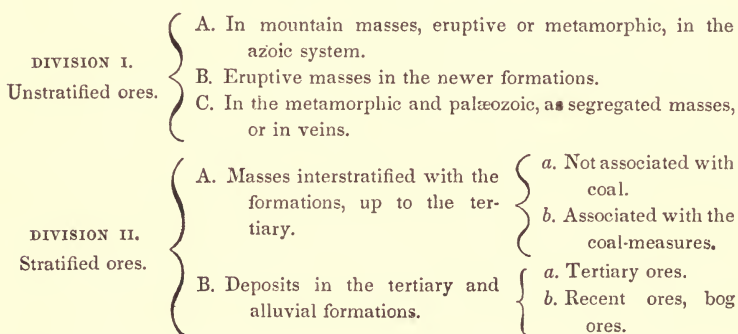 DIVISION I.
Unstratified ores.
A. In mountain masses, eruptive or metamorphic, in the
azoic system.
B. Eruptive masses in the newer formations.
C. In the metamorphic and palæozoic, as segregated masses,
or in veins.
DIVISION II.
Stratified ores.
A. Masses interstratified with the
formations, up to the ter-
tiary.
a. Not associated with
coal.
b. Associated with the
coal-measures.
B. Deposits in the tertiary and
alluvial formations.
a. Tertiary ores.
b. Recent ores, bog
ores.